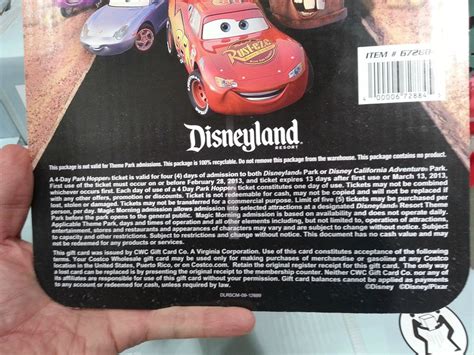 Rust-eze
ITEM # 67288
Disneyland
RESORT
This package is not valid for Theme Park admissions. This package is 100% recyclable. Do not remove this package from the warehouse. This package contains no product.
A 4-Day Park Hopper® ticket is valid for four (4) days of admission to both Disneyland® Park or Disney California Adventure® Park.
First use of the ticket must occur on or before February 28, 2013, and ticket expires 13 days after first use or March 13, 2013,
whichever occurs first. Each day of use of a 4-day Park Hopper® ticket constitutes one day of use. Tickets may not be combined
with any other offers, promotion or discounts. Ticket is not redeemable for cash, may not be copied and will not be replaced if
lost, stolen or damaged. Tickets may not be transferred for a commercial purpose. Limit of five (5) tickets may be purchased
per person, per day. Magic Morning admission allows admission into selected attractions at a designated Disneyland® Resort Theme
Park before the park opens to the general public. Magic Morning admission is based on availability and does not operate daily.
Applicable Theme Park days and hours of operation and all other elements including, but not limited to, operation of attractions,
entertainment, stores and restaurants and appearances of characters may vary and are subject to change without notice. Subject
to capacity and other restrictions. Subject to restrictions and change without notice. This document has no cash value and may
not be redeemed for any products or services.
This gift card was issued by CWC Gift Card Co. A Virginia Corporation. Use of this card constitutes acceptance of the following
terms. Your Costco Wholesale gift card may be used only for making purchases of merchandise or gasoline at any Costco
location in the United States, Puerto Rico, or on Costco.com. Retain the original register receipt for this gift card. The only way
a lost card can be replaced is by presenting the original receipt to the membership counter. Neither CWC Gift Card Co. nor any of
its affiliates are responsible for use of this gift card without your permission. Gift card balances cannot be applied as payments
to any account or redeemed for cash, unless required by law.
©Disney ©Disney/Pixar